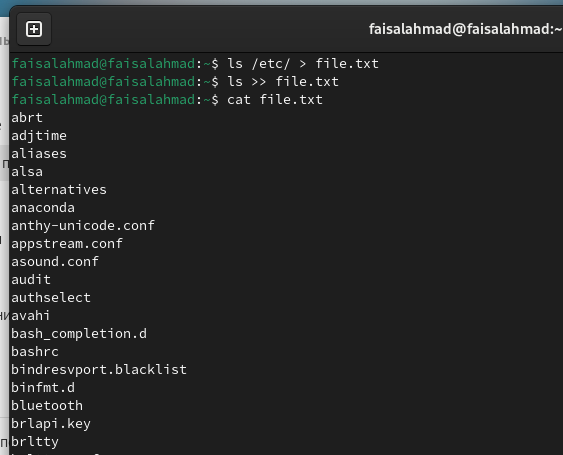 faisalahmad@faisalahmad:~
faisalahmad@faisalahmad:~$ ls /etc/ > file.txt
faisalahmad@faisalahmad:~$ ls >> file.txt
faisalahmad@faisalahmad:~$ cat file.txt
abrt
adjtime
aliases
alsa
alternatives
anaconda
anthy-unicode.conf
appstream.conf
asound.conf
audit
authselect
avahi
bash_completion.d
bashrc
bindresvport.blacklist
binfmt.d
bluetooth
brlapi.key
brltty